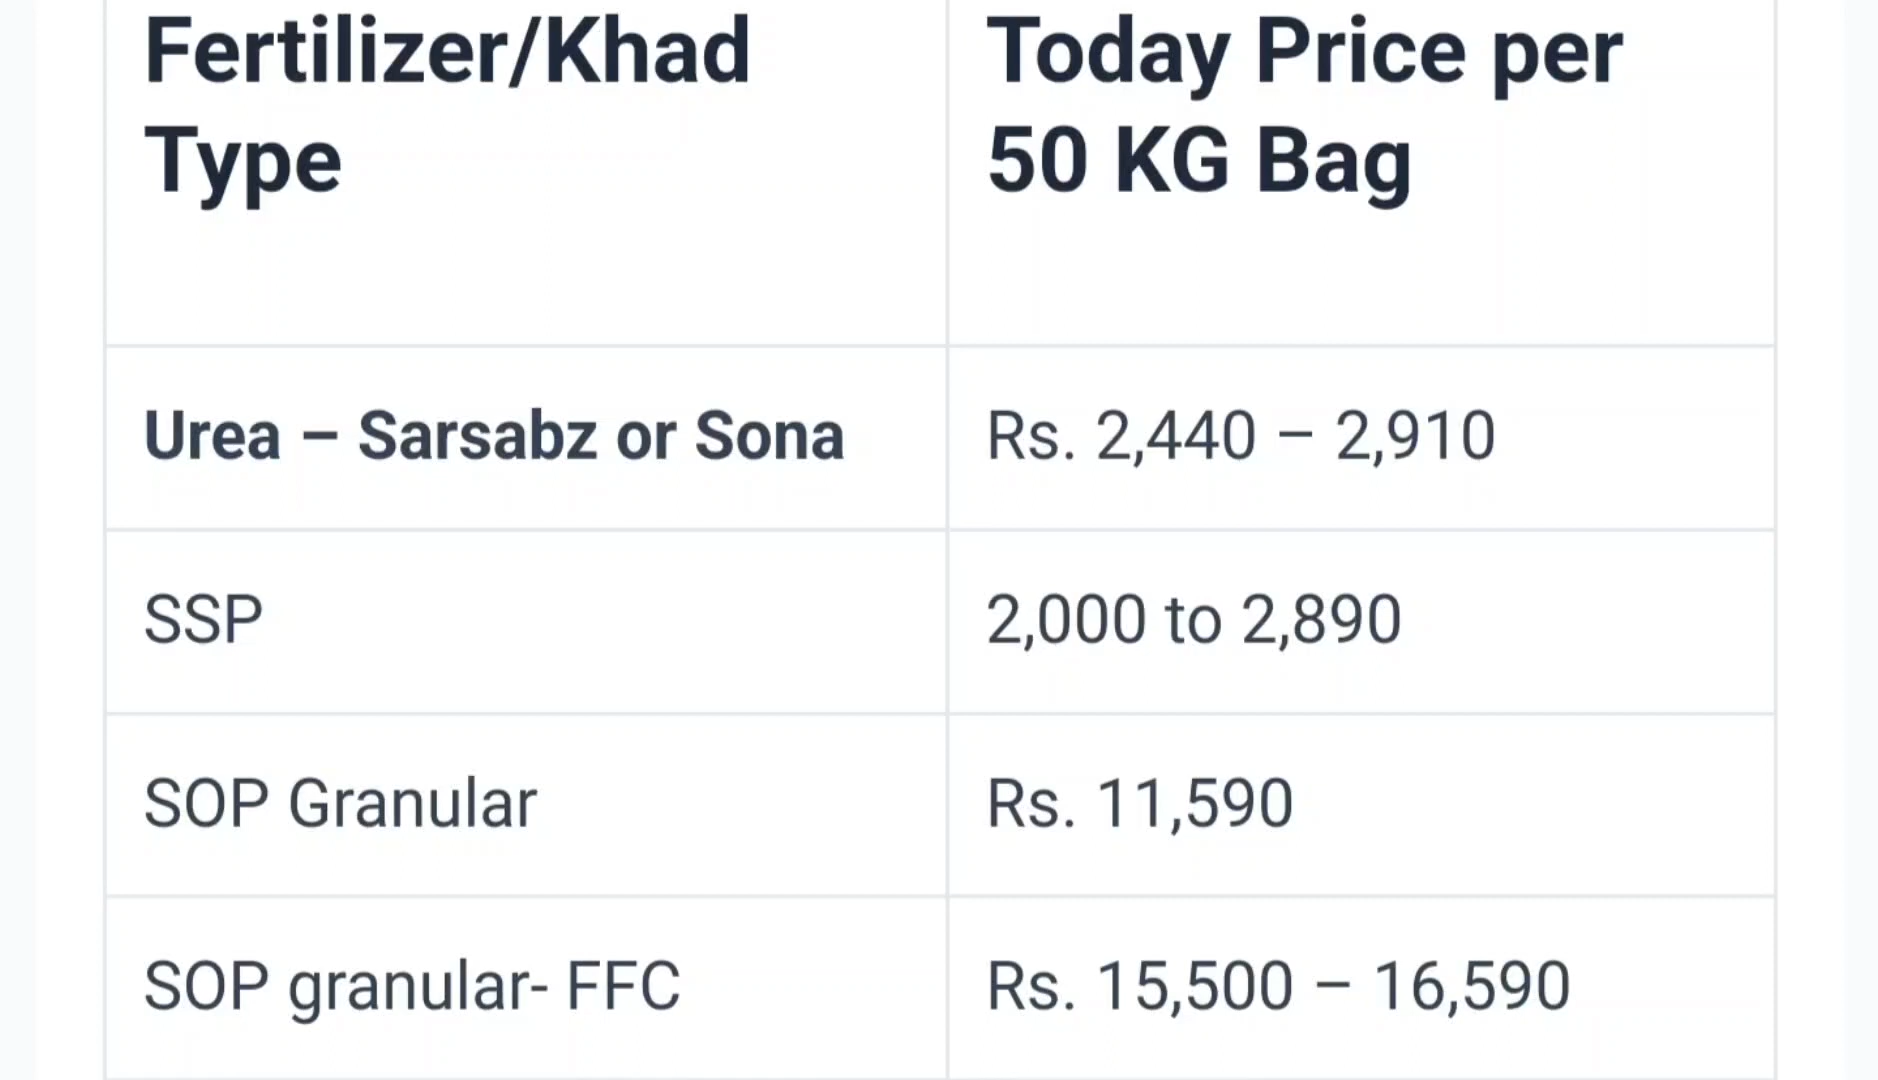 Fertilizer/Khad
Type
Today Price per
50 KG Bag
Urea – Sarsabz or Sona
Rs. 2,440 – 2,910
SSP
2,000 to 2,890
SOP Granular
Rs. 11,590
SOP granular- FFC
Rs. 15,500 – 16,590